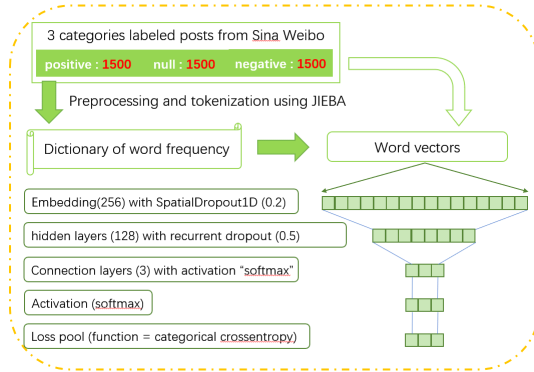 3 categories labeled posts from Sina Weibo
positive : 1500 null : 1500 negative : 1500
Preprocessing and tokenization using JIEBA
Dictionary of word frequency
Word vectors
Embedding(256) with SpatialDropout1D (0.2)
hidden layers (128) with recurrent dropout (0.5)
Connection layers (3) with activation “softmax”
Activation (softmax)
Loss pool (function = categorical crossentropy)